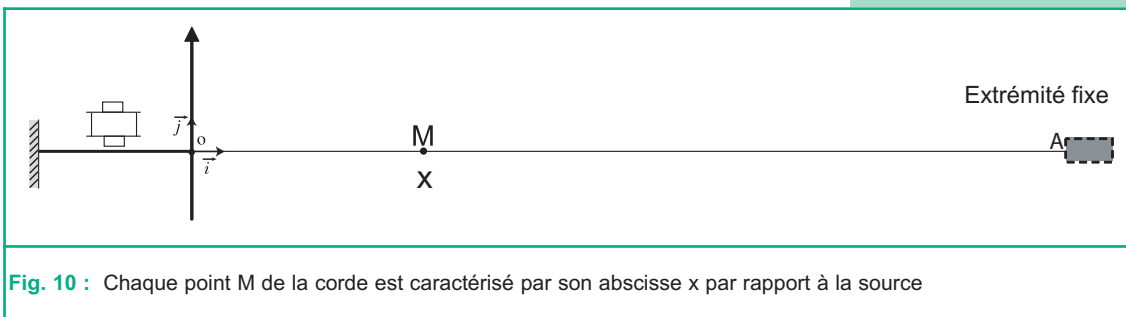 Extrémité fixe
j
o
i
M
x
A
Fig. 10 : Chaque point M de la corde est caractérisé par son abscisse x par rapport à la source